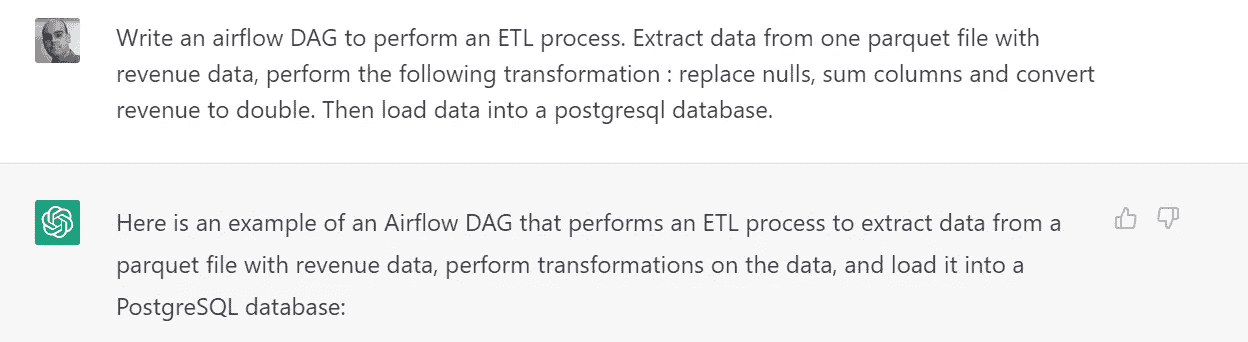 Write an airflow DAG to perform an ETL process. Extract data from one parquet file with
revenue data, perform the following transformation : replace nulls, sum columns and convert
revenue to double. Then load data into a postgresql database.
Here is an example of an Airflow DAG that performs an ETL process to extract data from a
parquet file with revenue data, perform transformations on the data, and load it into a
PostgreSQL database: